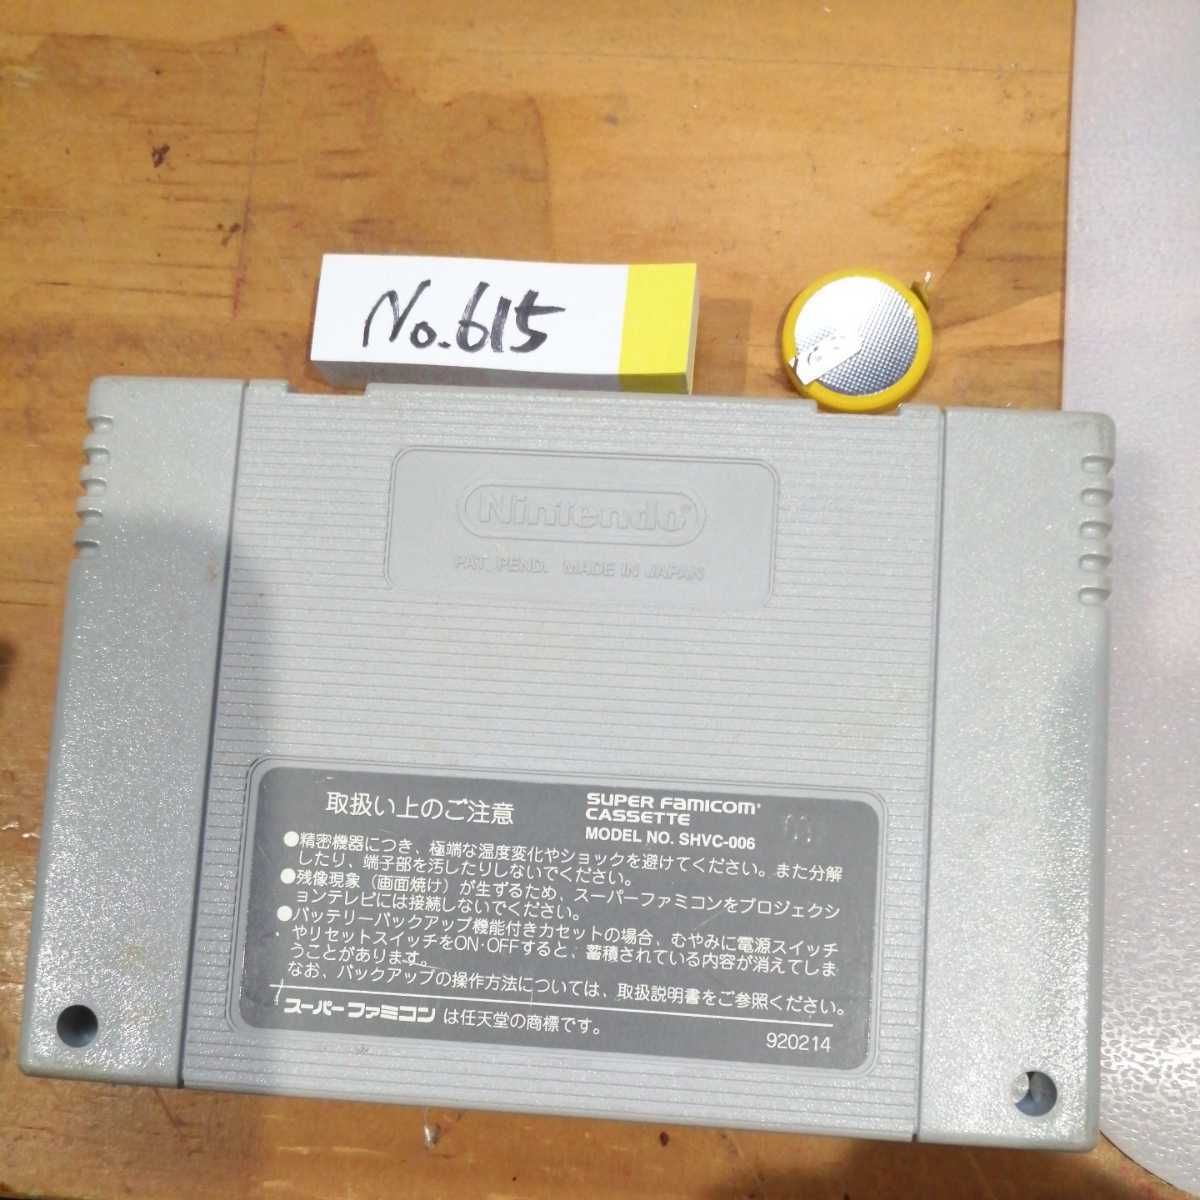 No.615
Nintendo®
PAT. PEND. MADE IN JAPAN
取扱い上のご注意
SUPER FAMICOM®
CASSETTE
MODEL NO. SHVC-006
●精密機器につき、極端な温度変化やショックを避けてください。また分解
したり、端子部を汚したりしないでください。
●残像現象（画面焼け）が生ずるため、スーパーファミコンをプロジェクシ
ョンテレビには接続しないでください。
●バッテリーバックアップ機能付きカセットの場合、むやみに電源スイッチ
やリセットスイッチをON・OFFすると、蓄積されている内容が消えてしま
うことがあります。
なお、バックアップの操作方法については、取扱説明書をご参照ください。
スーパーファミコンは任天堂の商標です。
920214